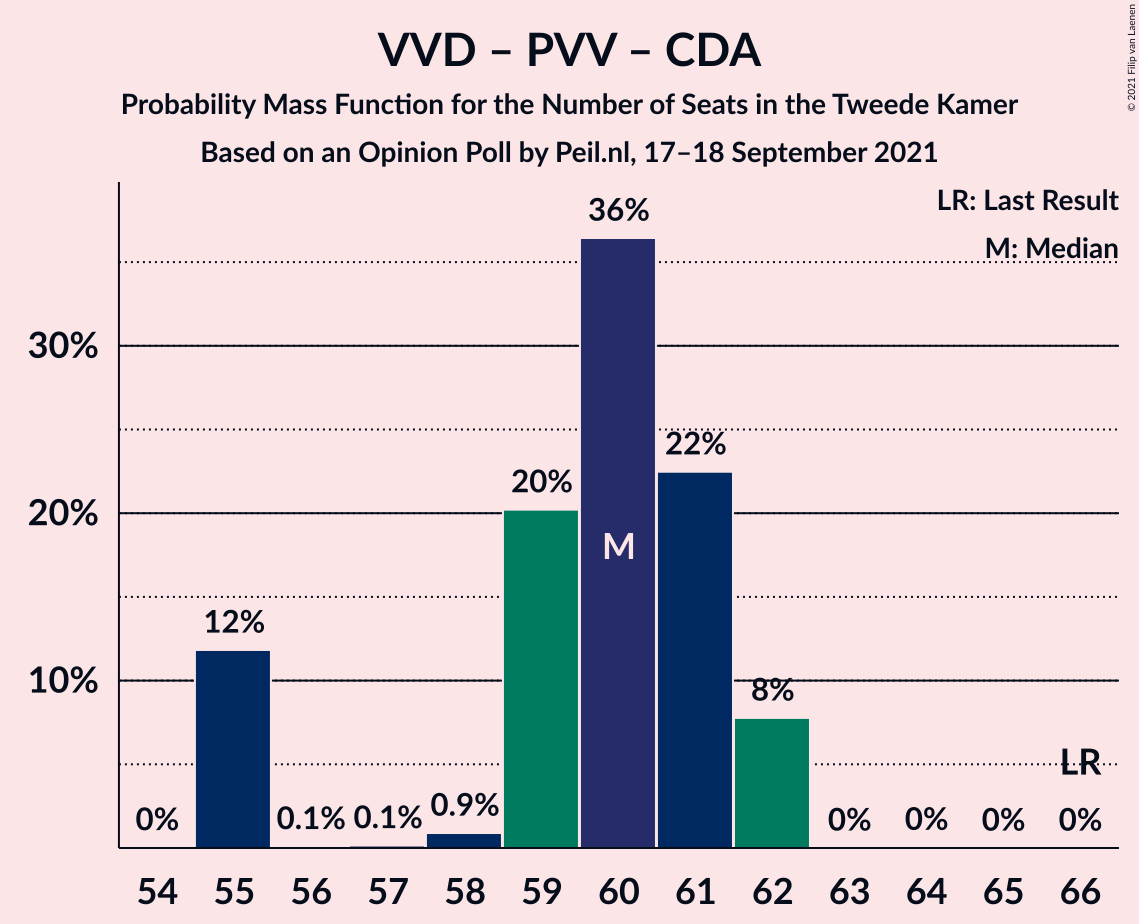 VVD – PVV – CDA
Probability Mass Function for the Number of Seats in the Tweede Kamer
Based on an Opinion Poll by Peil.nl, 17–18 September 2021
© 2021 Filip van Laenen
LR: Last Result
M: Median
30%
20%
10%
0%
12%
0.1%
0.1%
0.9%
20%
36%
M
22%
8%
0%
0%
0%
LR
0%
54 55 56 57 58 59 60 61 62 63 64 65 66